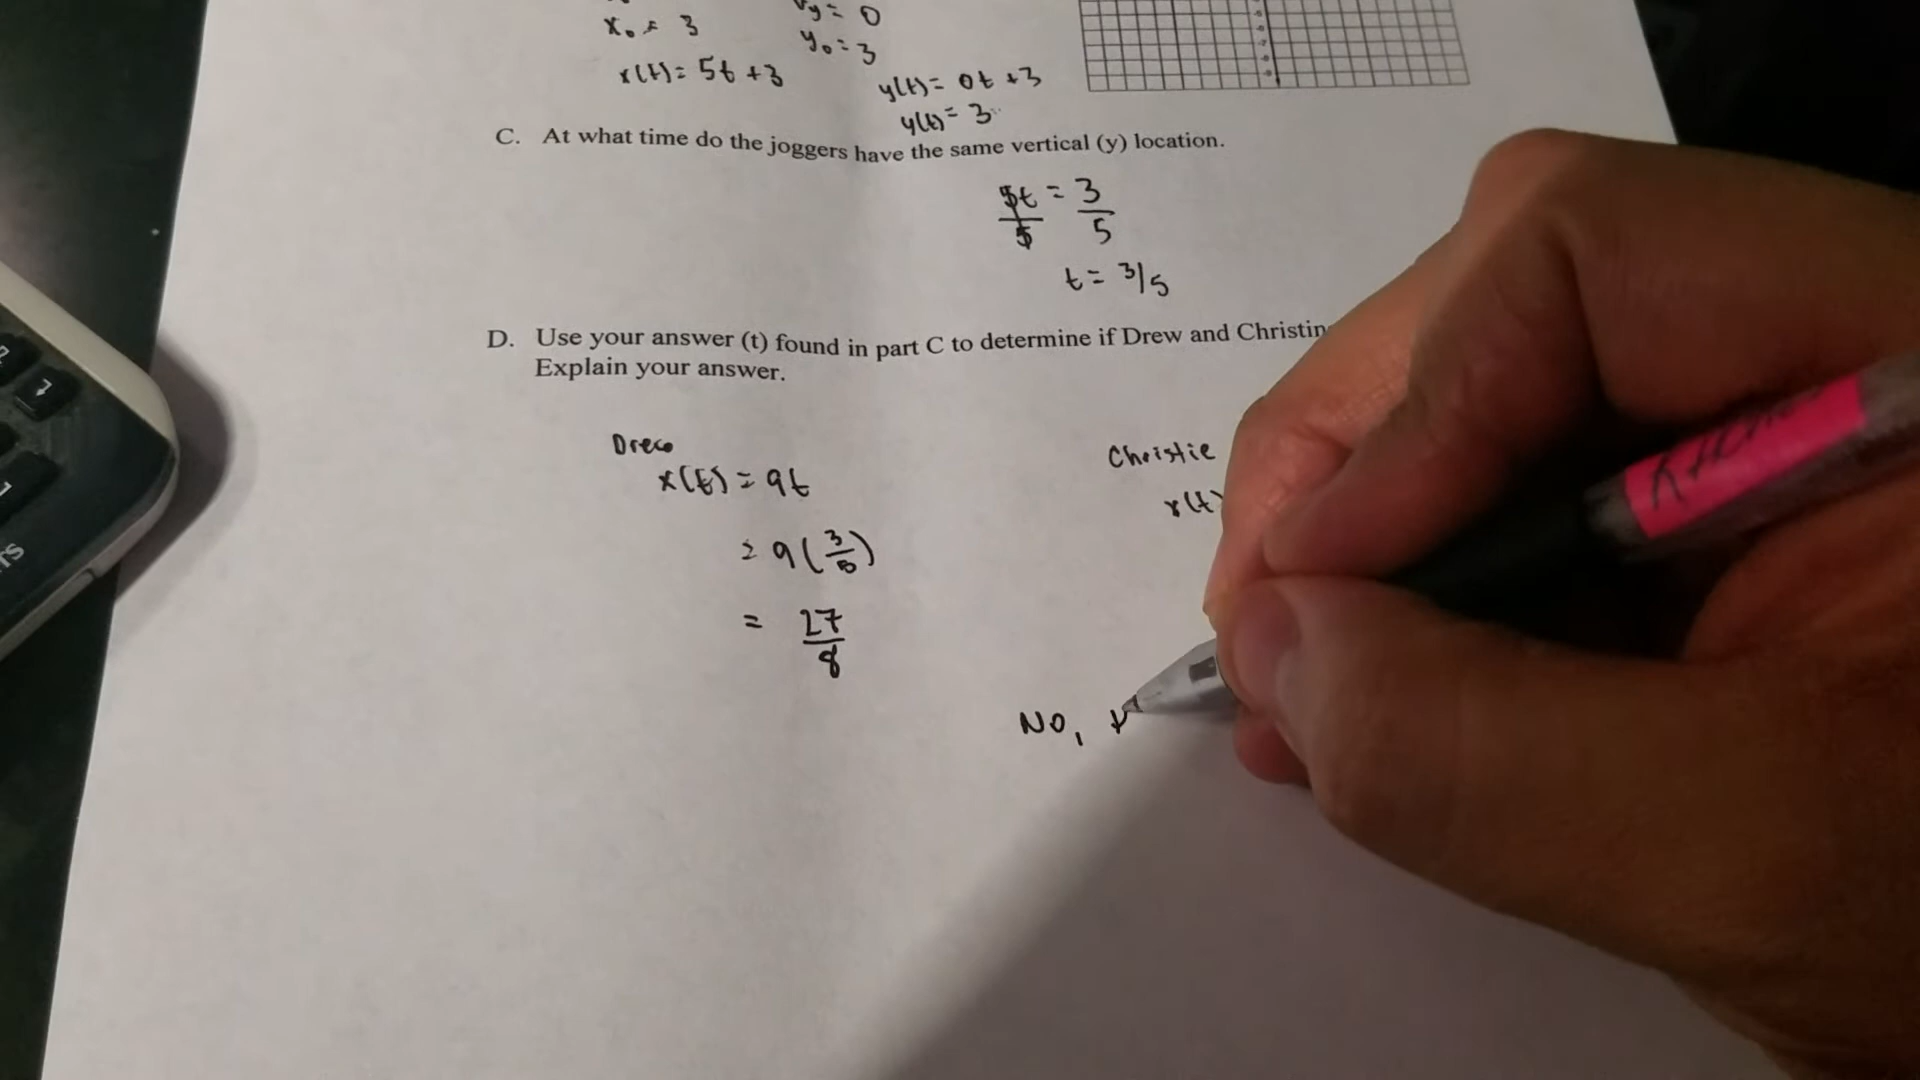 x₀ = 3
Vy = 0
y₀ = 3
x(t) = 5t + 3
y(t) = 0t + 3
y(t) = 3
C. At what time do the joggers have the same vertical (y) location.
5t/5 = 3/5
t = 3/5
D. Use your answer (t) found in part C to determine if Drew and Christin
Explain your answer.
Drew
Christie
x(t) = 9t
x(t)
= 9(3/5)
= 27/8
No,